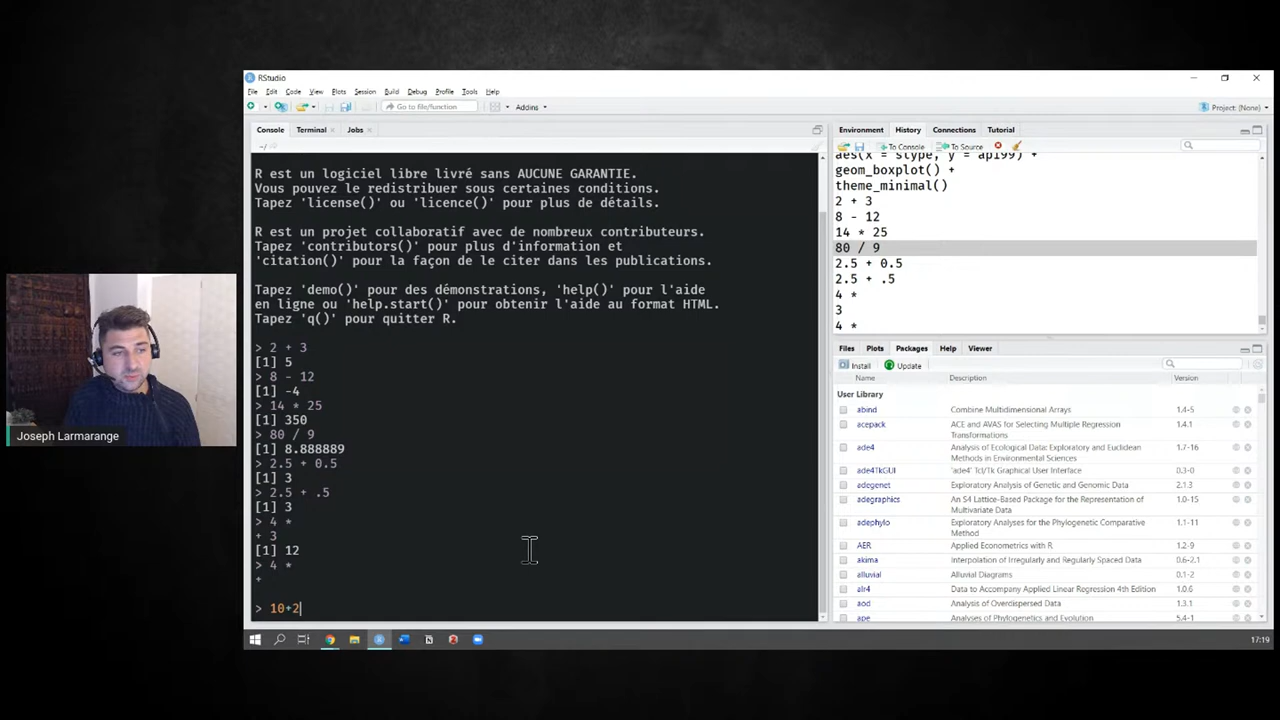 RStudio
File Edit Code View Plots Session Build Debug Profile Tools Help
Go to file/function
Addins
Project: (None)
Console Terminal Jobs
~/
R est un logiciel libre livré sans AUCUNE GARANTIE.
Vous pouvez le redistribuer sous certaines conditions.
Tapez 'license()' ou 'licence()' pour plus de détails.
R est un projet collaboratif avec de nombreux contributeurs.
Tapez 'contributors()' pour plus d'information et
'citation()' pour la façon de le citer dans les publications.
Tapez 'demo()' pour des démonstrations, 'help()' pour l'aide
en ligne ou 'help.start()' pour obtenir l'aide au format HTML.
Tapez 'q()' pour quitter R.
> 2 + 3
[1] 5
> 8 - 12
[1] -4
> 14 * 25
[1] 350
> 80 / 9
[1] 8.888889
> 2.5 + 0.5
[1] 3
> 2.5 + .5
[1] 3
> 4 *
+ 3
[1] 12
> 4 *
+
> 10+2
Environment History Connections Tutorial
To Console To Source
aes(x = stype, y = api99) +
geom_boxplot() +
theme_minimal()
2 + 3
8 - 12
14 * 25
80 / 9
2.5 + 0.5
2.5 + .5
4 *
3
4 *
Files Plots Packages Help Viewer
Install Update
Name Description Version
User Library
abind Combine Multidimensional Arrays 1.4-5
acepack ACE and AVAS for Selecting Multiple Regression Transformations 1.4.1
ade4 Analysis of Ecological Data: Exploratory and Euclidean Methods in Environmental Sciences 1.7-16
ade4TkGUI 'ade4' Tcl/Tk Graphical User Interface 0.3-0
adegenet Exploratory Analysis of Genetic and Genomic Data 2.1.3
adegraphics An S4 Lattice-Based Package for the Representation of Multivariate Data 1.0-15
adephylo Exploratory Analyses for the Phylogenetic Comparative Method 1.1-11
AER Applied Econometrics with R 1.2-9
akima Interpolation of Irregularly and Regularly Spaced Data 0.6-2.1
alluvial Alluvial Diagrams 0.1-2
alr4 Data to Accompany Applied Linear Regression 4th Edition 1.0.6
aod Analysis of Overdispersed Data 1.3.1
ape Analyses of Phylogenetics and Evolution 5.4-1
Joseph Larmarange
17:19